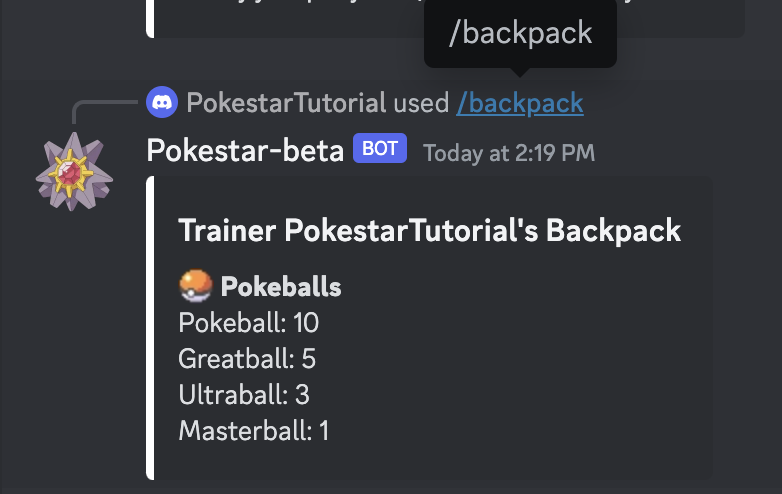 /backpack
PokestarTutorial used /backpack
Pokestar-beta BOT Today at 2:19 PM
Trainer PokestarTutorial's Backpack
Pokeballs
Pokeball: 10
Greatball: 5
Ultraball: 3
Masterball: 1